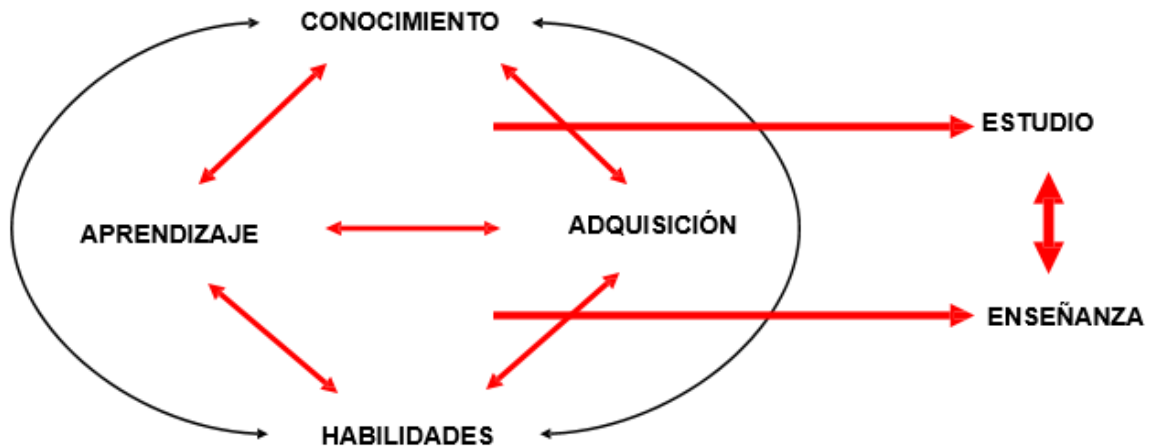 CONOCIMIENTO
ESTUDIO
APRENDIZAJE
ADQUISICIÓN
ENSEÑANZA
HABILIDADES